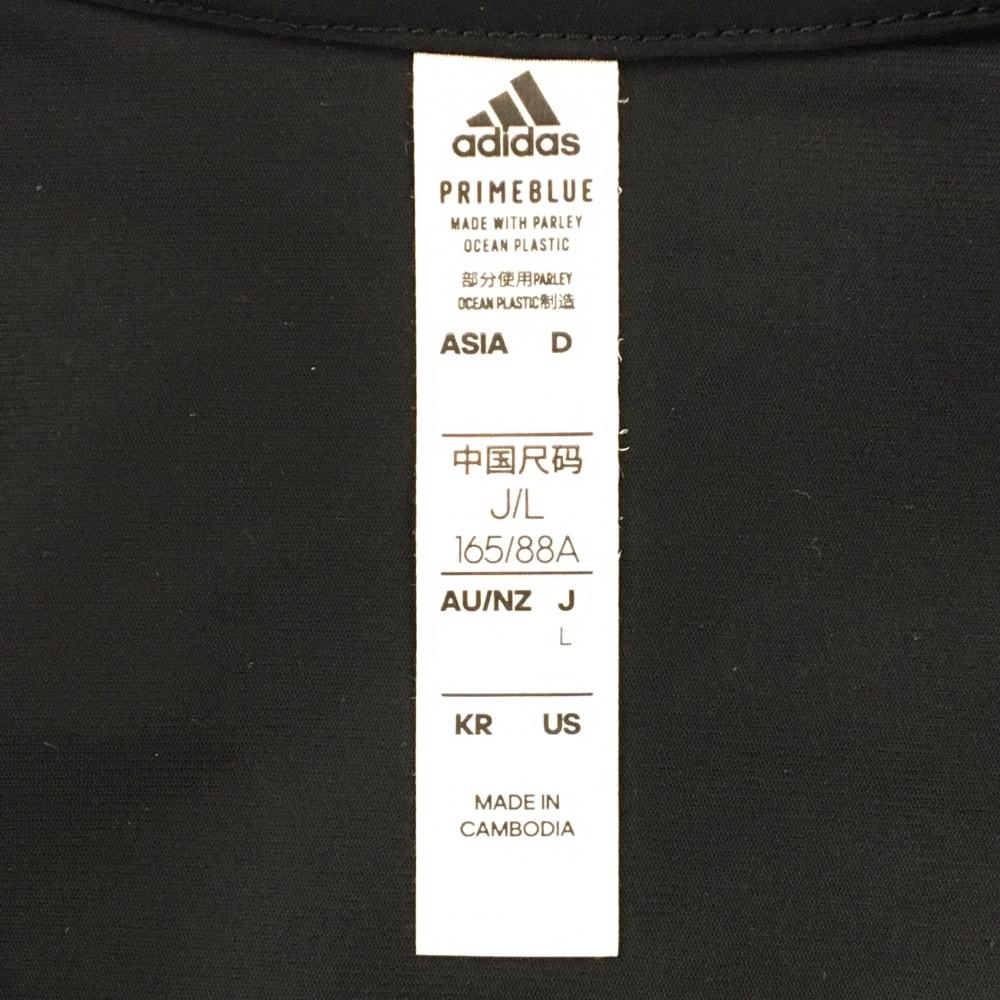 adidas
PRIMEBLUE
MADE WITH PARLEY
OCEAN PLASTIC
部分使用PARLEY
OCEAN PLASTIC制造
ASIA D
中国尺码
J/L
165/88A
AU/NZ J
L
KR US
MADE IN
CAMBODIA